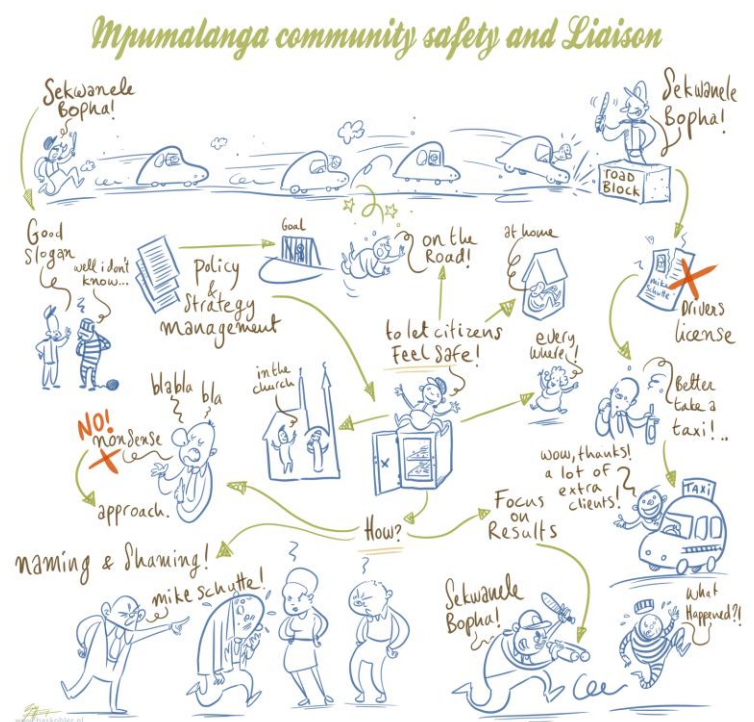 Mpumalanga community safety and Liaison
Sekwanele
Bopha!
Sekwanele
Bopha!
ROAD
BLOCK
Good
slogan
well i don't
know...
policy
&
strategy
management
Goal
on the
Road!
at home
mike
Schutte
Drivers
license
to let citizens
Feel Safe!
every
where!
in the
church
blabla
bla
NO!
nonsense
approach.
Better
take a
taxi!..
wow, thanks!
a lot of
extra
clients!
TAXI
How?
Focus
on
Results
naming & Shaming!
mike schutte!
Sekwanele
Bopha!
what
Happened?!